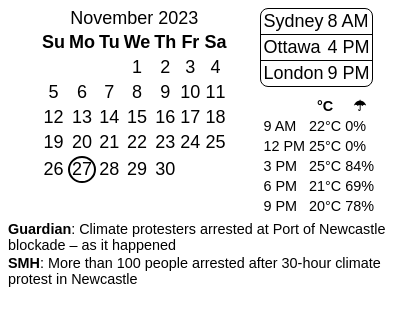 November 2023
Su Mo Tu We Th Fr Sa
1 2 3 4
5 6 7 8 9 10 11
12 13 14 15 16 17 18
19 20 21 22 23 24 25
26 27 28 29 30
Sydney 8 AM
Ottawa 4 PM
London 9 PM
°C ☂
9 AM 22°C 0%
12 PM 25°C 0%
3 PM 25°C 84%
6 PM 21°C 69%
9 PM 20°C 78%
Guardian: Climate protesters arrested at Port of Newcastle
blockade – as it happened
SMH: More than 100 people arrested after 30-hour climate
protest in Newcastle